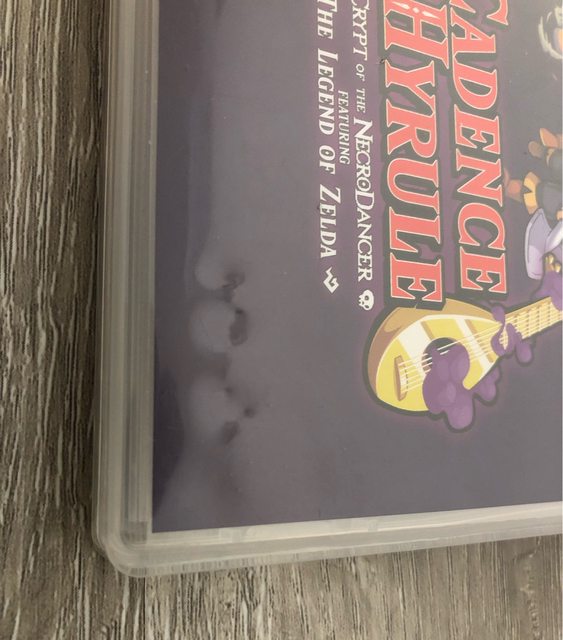 CADENCE
HYRULE
CRYPT OF THE NECRODANCER
FEATURING
THE LEGEND OF ZELDA